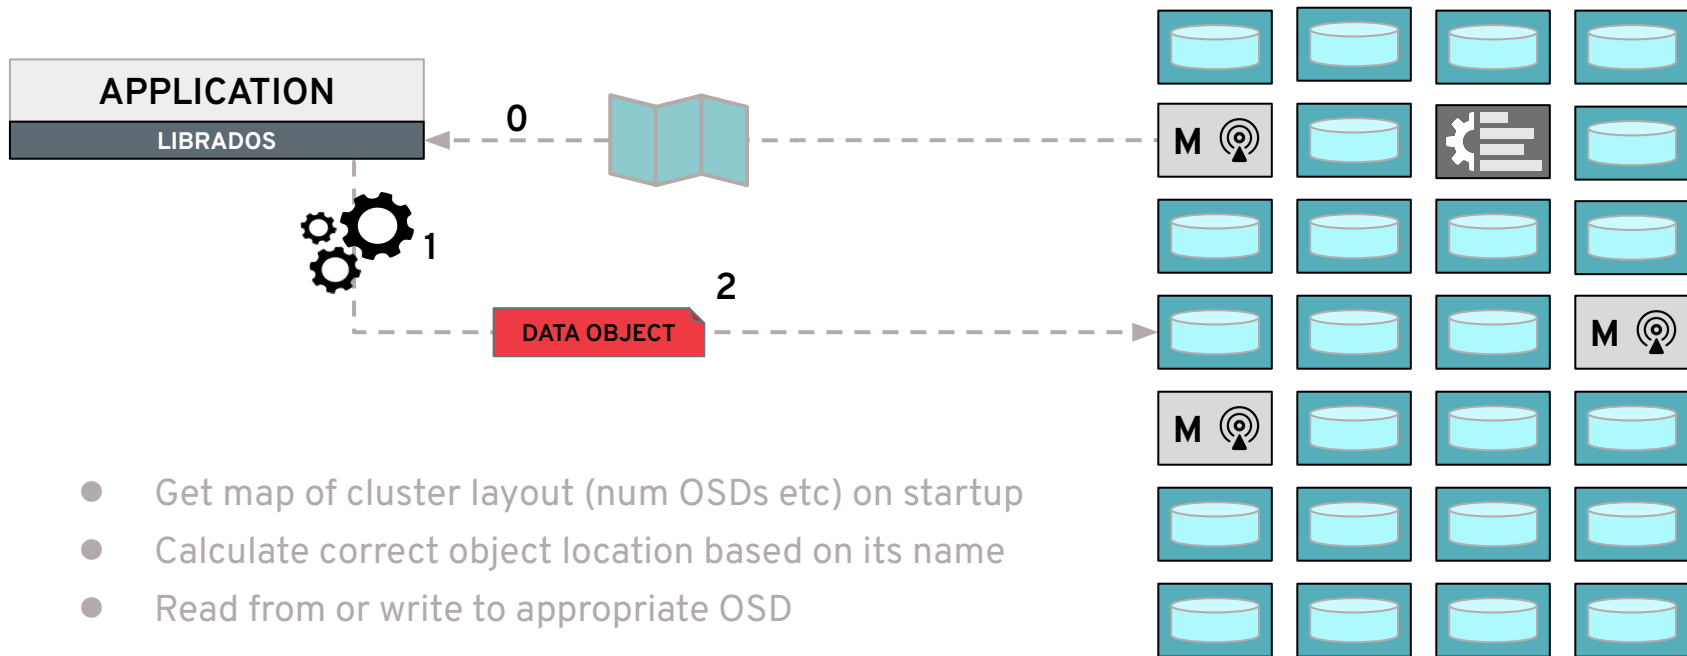 APPLICATION
LIBRADOS
0
1
2
DATA OBJECT
M
M
M
● Get map of cluster layout (num OSDs etc) on startup
● Calculate correct object location based on its name
● Read from or write to appropriate OSD